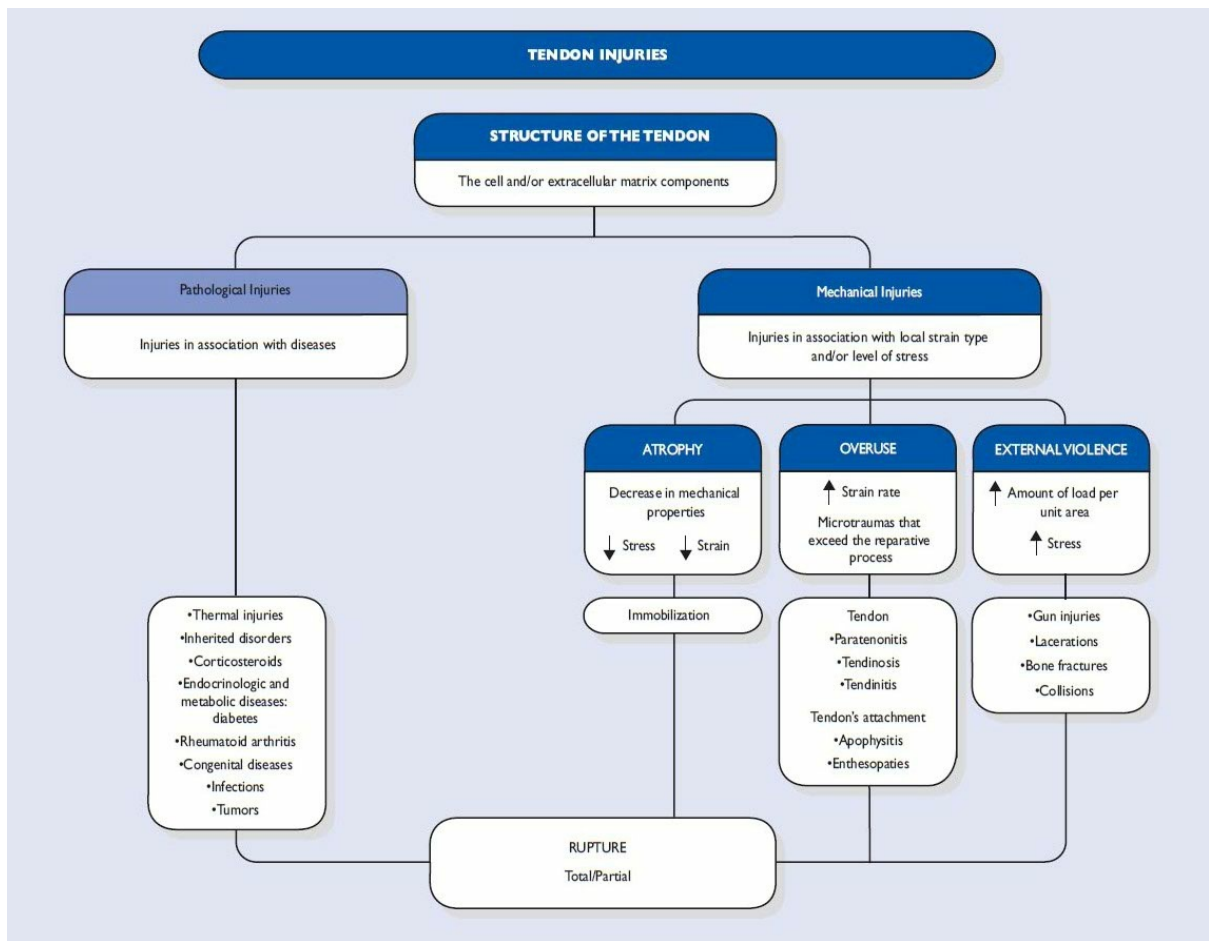 TENDON INJURIES
STRUCTURE OF THE TENDON
The cell and/or extracellular matrix components
Pathological Injuries
Injuries in association with diseases
Mechanical Injuries
Injuries in association with local strain type
and/or level of stress
ATROPHY
Decrease in mechanical
properties
↓ Stress ↓ Strain
OVERUSE
↑ Strain rate
Microtraumas that
exceed the reparative
process
EXTERNAL VIOLENCE
↑ Amount of load per
unit area
↑ Stress
•Thermal injuries
•Inherited disorders
•Corticosteroids
•Endocrinologic and
metabolic diseases:
diabetes
•Rheumatoid arthritis
•Congenital diseases
•Infections
•Tumors
Immobilization
Tendon
•Paratenonitis
•Tendinosis
•Tendinitis
Tendon's attachment
•Apophysitis
•Enthesopaties
•Gun injuries
•Lacerations
•Bone fractures
•Collisions
RUPTURE
Total/Partial